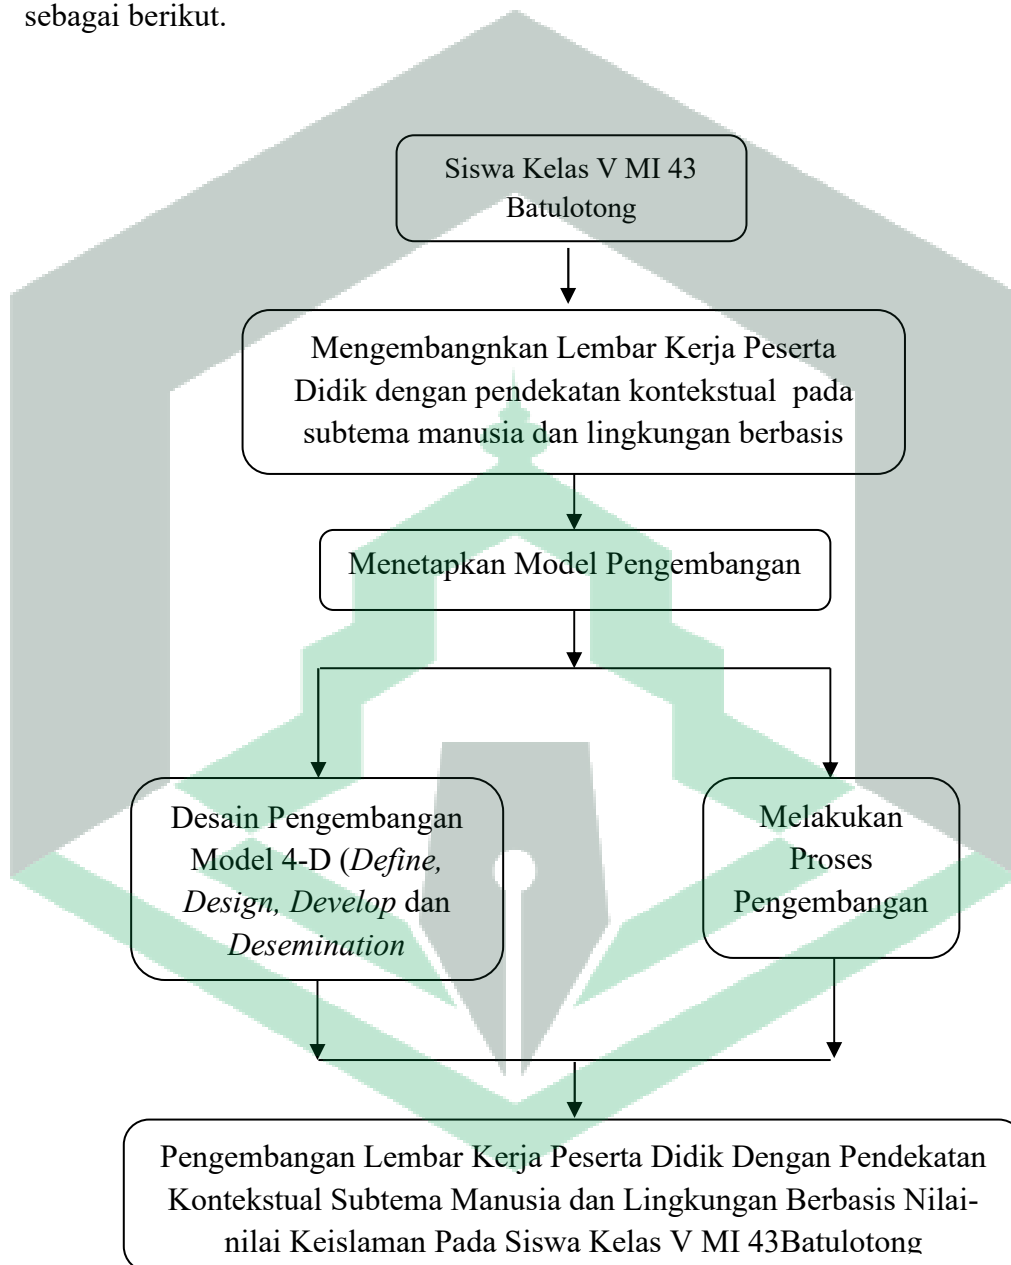 sebagai berikut.
Siswa Kelas V MI 43
Batulotong
Mengembangnkan Lembar Kerja Peserta
Didik dengan pendekatan kontekstual pada
subtema manusia dan lingkungan berbasis
Menetapkan Model Pengembangan
Desain Pengembangan
Model 4-D (Define,
Design, Develop dan
Desemination
Melakukan
Proses
Pengembangan
Pengembangan Lembar Kerja Peserta Didik Dengan Pendekatan
Kontekstual Subtema Manusia dan Lingkungan Berbasis Nilai-
nilai Keislaman Pada Siswa Kelas V MI 43Batulotong